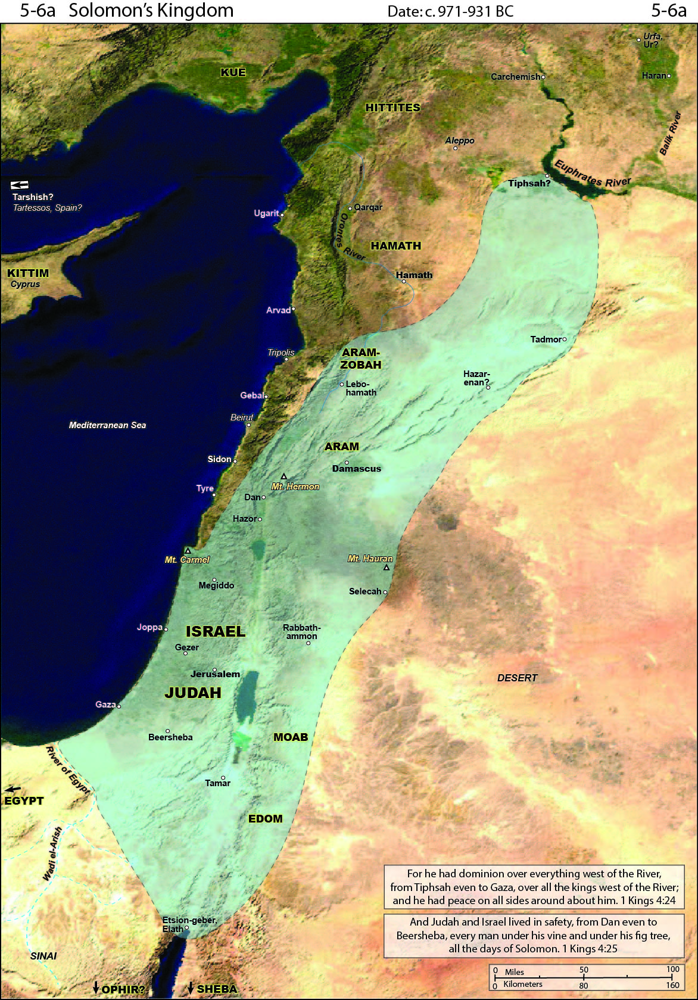 5-6a Solomon's Kingdom
Date: c. 971-931 BC
5-6a
Urfa,
Ur?
KUE
Carchemish
Haran
HITTITES
Balik River
Aleppo
Euphrates River
Tiphsah?
Tarshish?
Tartessos, Spain?
Qarqar
Ugarit
Orontes River
HAMATH
KITTIM
Cyprus
Hamath
Arvad
Tadmor
Tripolis
ARAM-
ZOBAH
Hazar-
enan?
Lebo-
hamath
Gebal
Beirut
Mediterranean Sea
ARAM
Sidon
Damascus
Mt. Hermon
Tyre
Dan
Hazor
Mt. Carmel
Mt. Hauran
Megiddo
Selecah
Joppa
ISRAEL
Rabbath-
ammon
Gezer
Jerusalem
DESERT
JUDAH
Gaza
Beersheba
MOAB
River of Egypt
Tamar
EGYPT
EDOM
Wadi el-Arish
For he had dominion over everything west of the River,
from Tiphsah even to Gaza, over all the kings west of the River;
and he had peace on all sides around about him. 1 Kings 4:24
And Judah and Israel lived in safety, from Dan even to
Beersheba, every man under his vine and under his fig tree,
all the days of Solomon. 1 Kings 4:25
Etsion-geber,
Elath
SINAI
OPHIR?
SHEBA
0 Miles 50 100
0 Kilometers 80 160